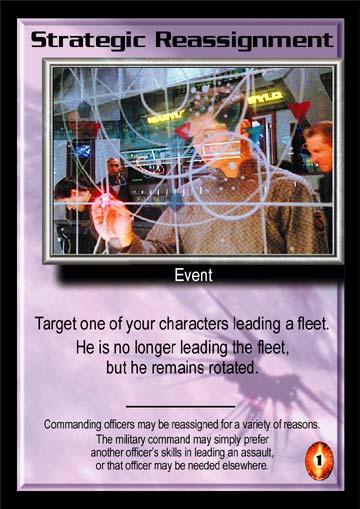 Strategic Reassignment
Event
Target one of your characters leading a fleet.
He is no longer leading the fleet,
but he remains rotated.
Commanding officers may be reassigned for a variety of reasons.
The military command may simply prefer
another officer's skills in leading an assault,
or that officer may be needed elsewhere.
1